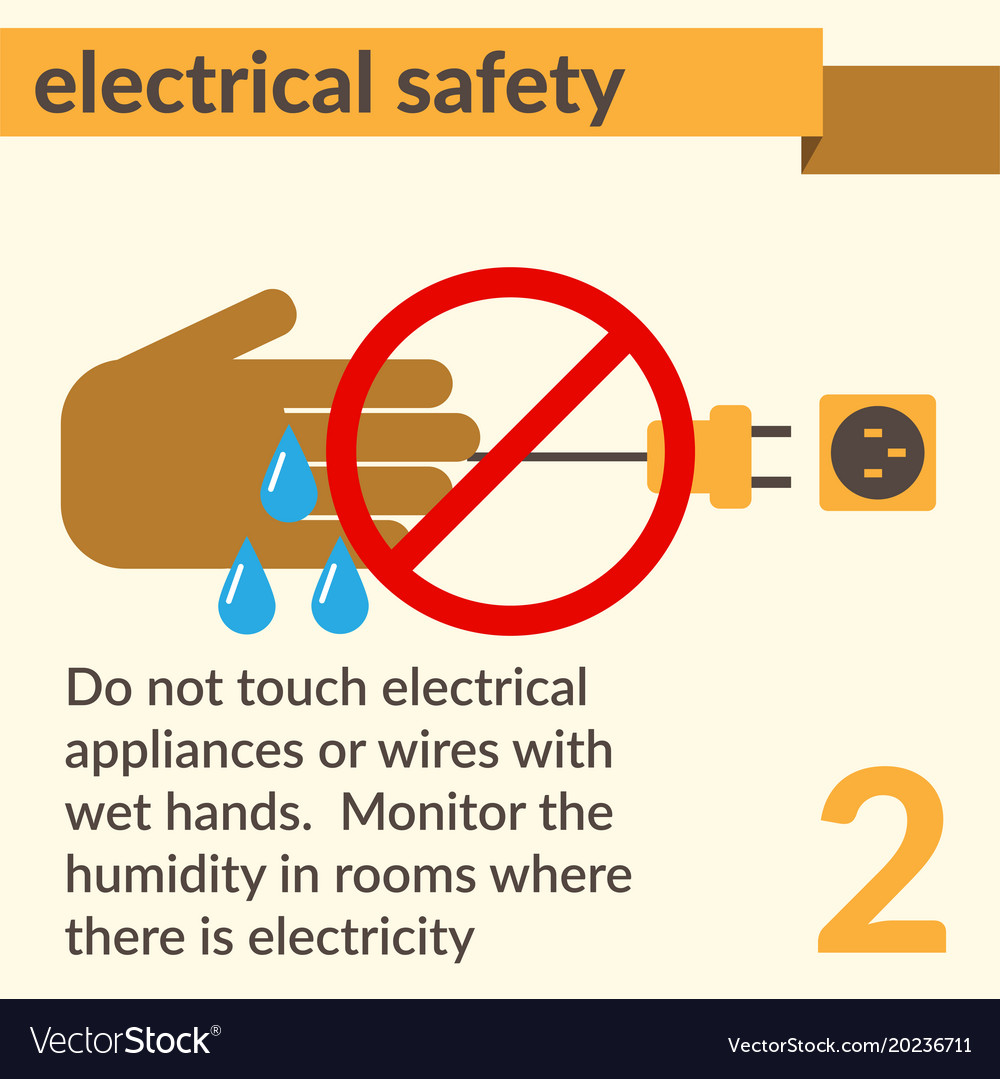 electrical safety
Do not touch electrical
appliances or wires with
wet hands.  Monitor the
humidity in rooms where
there is electricity
2
VectorStock®
VectorStock.com/20236711